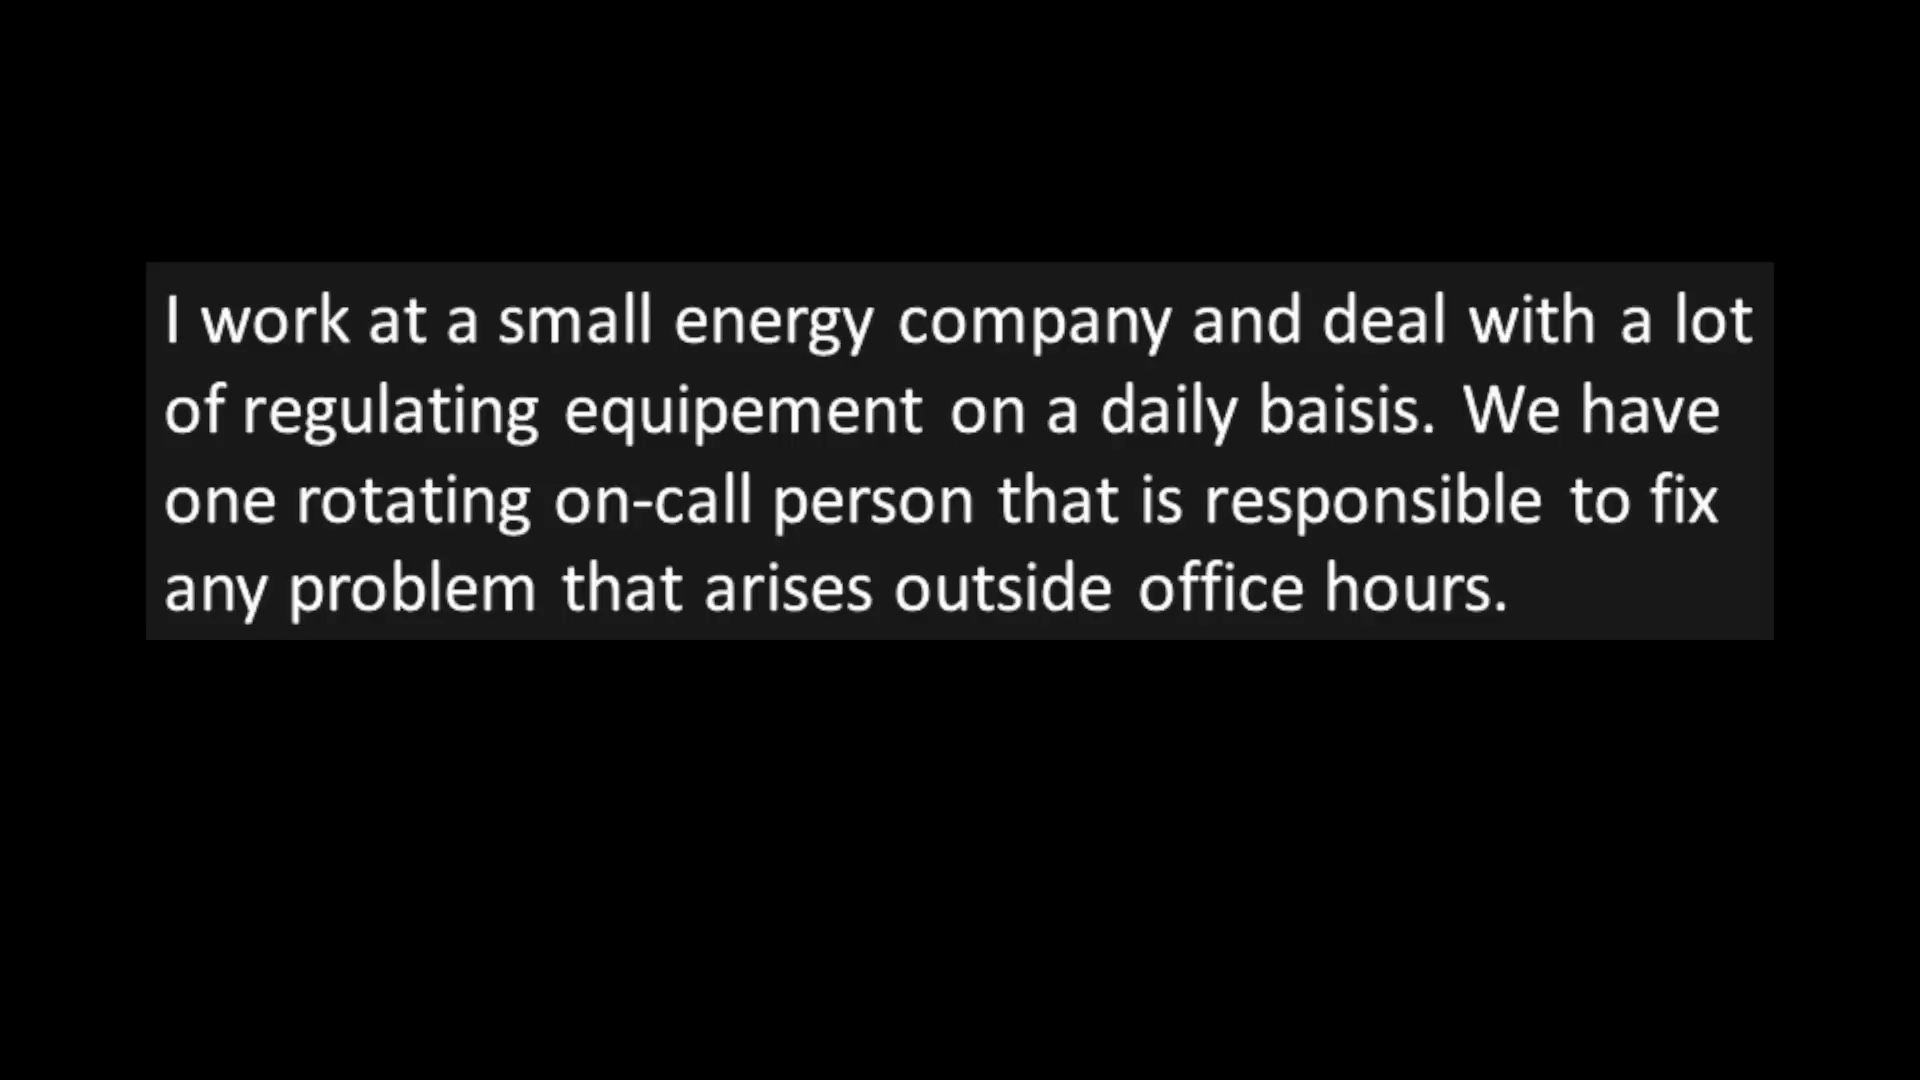 I work at a small energy company and deal with a lot
of regulating equipement on a daily baisis. We have
one rotating on-call person that is responsible to fix
any problem that arises outside office hours.